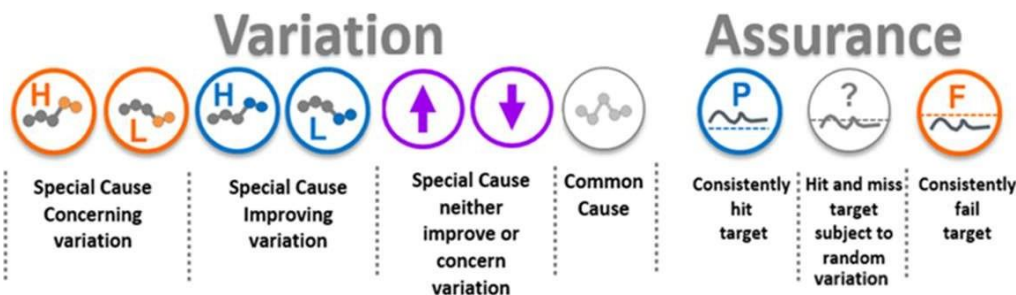 Variation
Assurance
H
L
H
L
P
?
F
Special Cause
Concerning
variation
Special Cause
Improving
variation
Special Cause
neither
improve or
concern
variation
Common
Cause
Consistently
hit
target
Hit and miss
target
subject to
random
variation
Consistently
fail
target